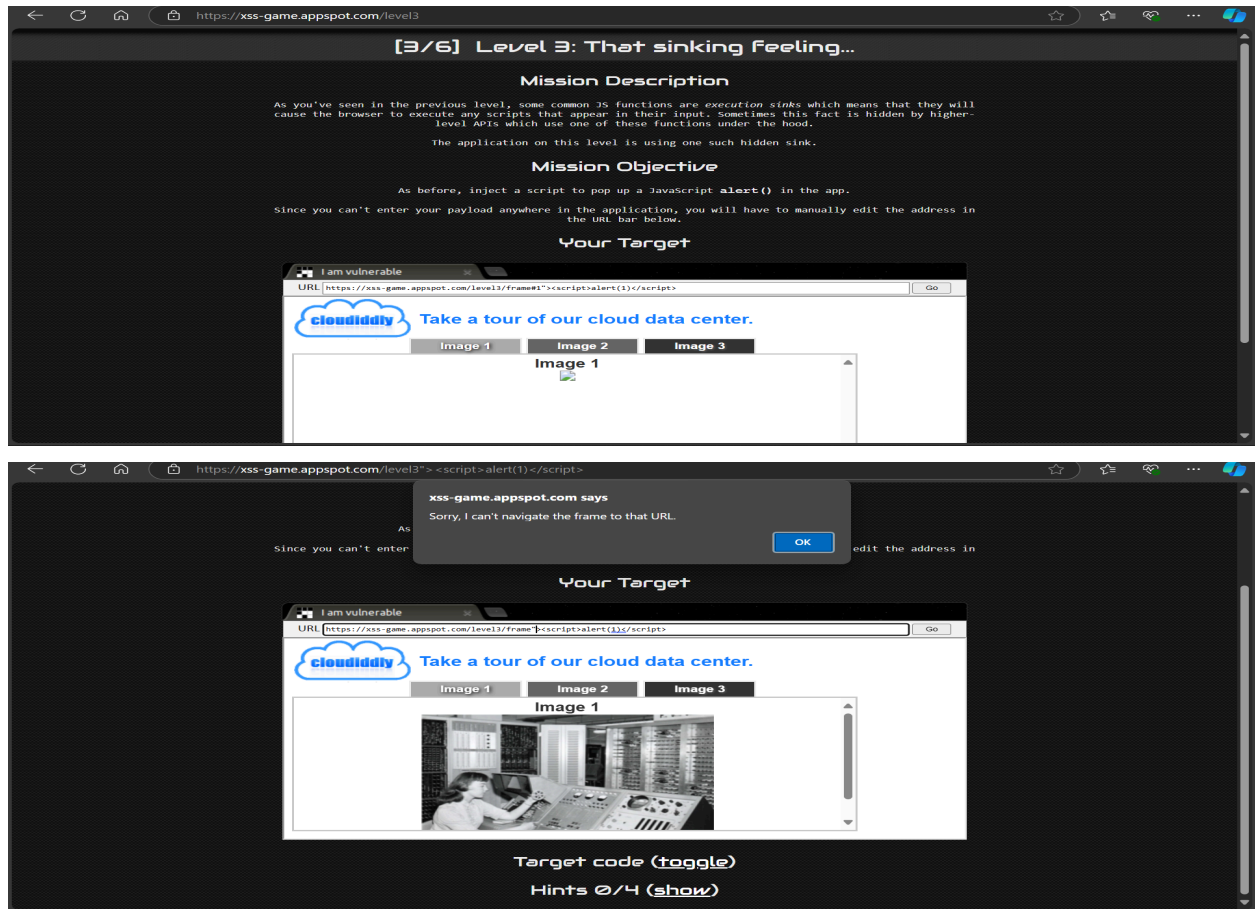 https://xss-game.appspot.com/level3
[3/6] Level 3: That sinking feeling...
Mission Description
As you've seen in the previous level, some common JS functions are execution sinks which means that they will
cause the browser to execute any scripts that appear in their input. Sometimes this fact is hidden by higher-
level APIs which use one of these functions under the hood.
The application on this level is using one such hidden sink.
Mission Objective
As before, inject a script to pop up a JavaScript alert() in the app.
Since you can't enter your payload anywhere in the application, you will have to manually edit the address in
the URL bar below.
Your Target
I am vulnerable
URL https://xss-game.appspot.com/level3/frame#1"><script>alert(1)</script> Go
cloudiddly Take a tour of our cloud data center.
Image 1 Image 2 Image 3
Image 1
https://xss-game.appspot.com/level3"> <script>alert(1)</script>
xss-game.appspot.com says
Sorry, I can't navigate the frame to that URL.
OK
As
Since you can't enter edit the address in
Your Target
I am vulnerable
URL https://xss-game.appspot.com/level3/frame"><script>alert(1)</script> Go
cloudiddly Take a tour of our cloud data center.
Image 1 Image 2 Image 3
Image 1
Target code (toggle)
Hints 0/4 (show)